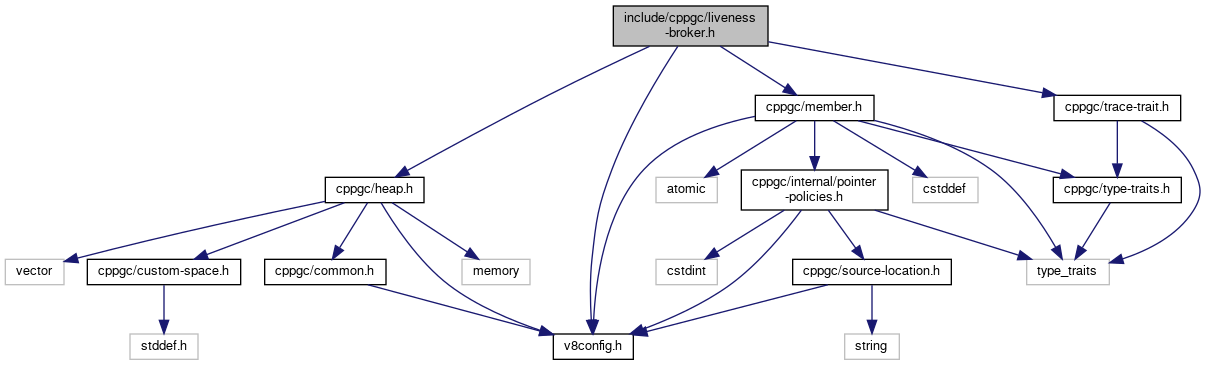 include/cppgc/liveness
-broker.h
cppgc/member.h
cppgc/trace-trait.h
cppgc/heap.h
atomic
cppgc/internal/pointer
-policies.h
cstddef
cppgc/type-traits.h
vector
cppgc/custom-space.h
cppgc/common.h
memory
cstdint
cppgc/source-location.h
type_traits
stddef.h
v8config.h
string